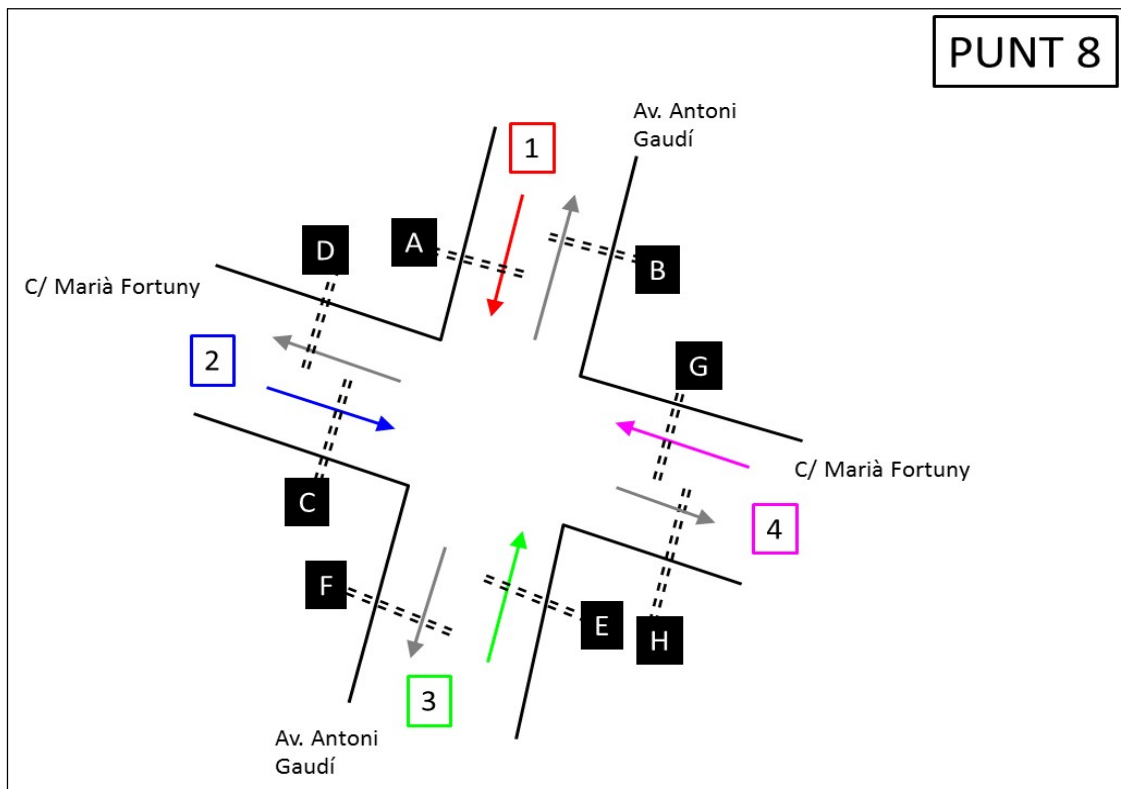 PUNT 8
Av. Antoni
Gaudí
1
A
B
D
C/ Marià Fortuny
2
G
C/ Marià Fortuny
C
4
F
E
H
3
Av. Antoni
Gaudí